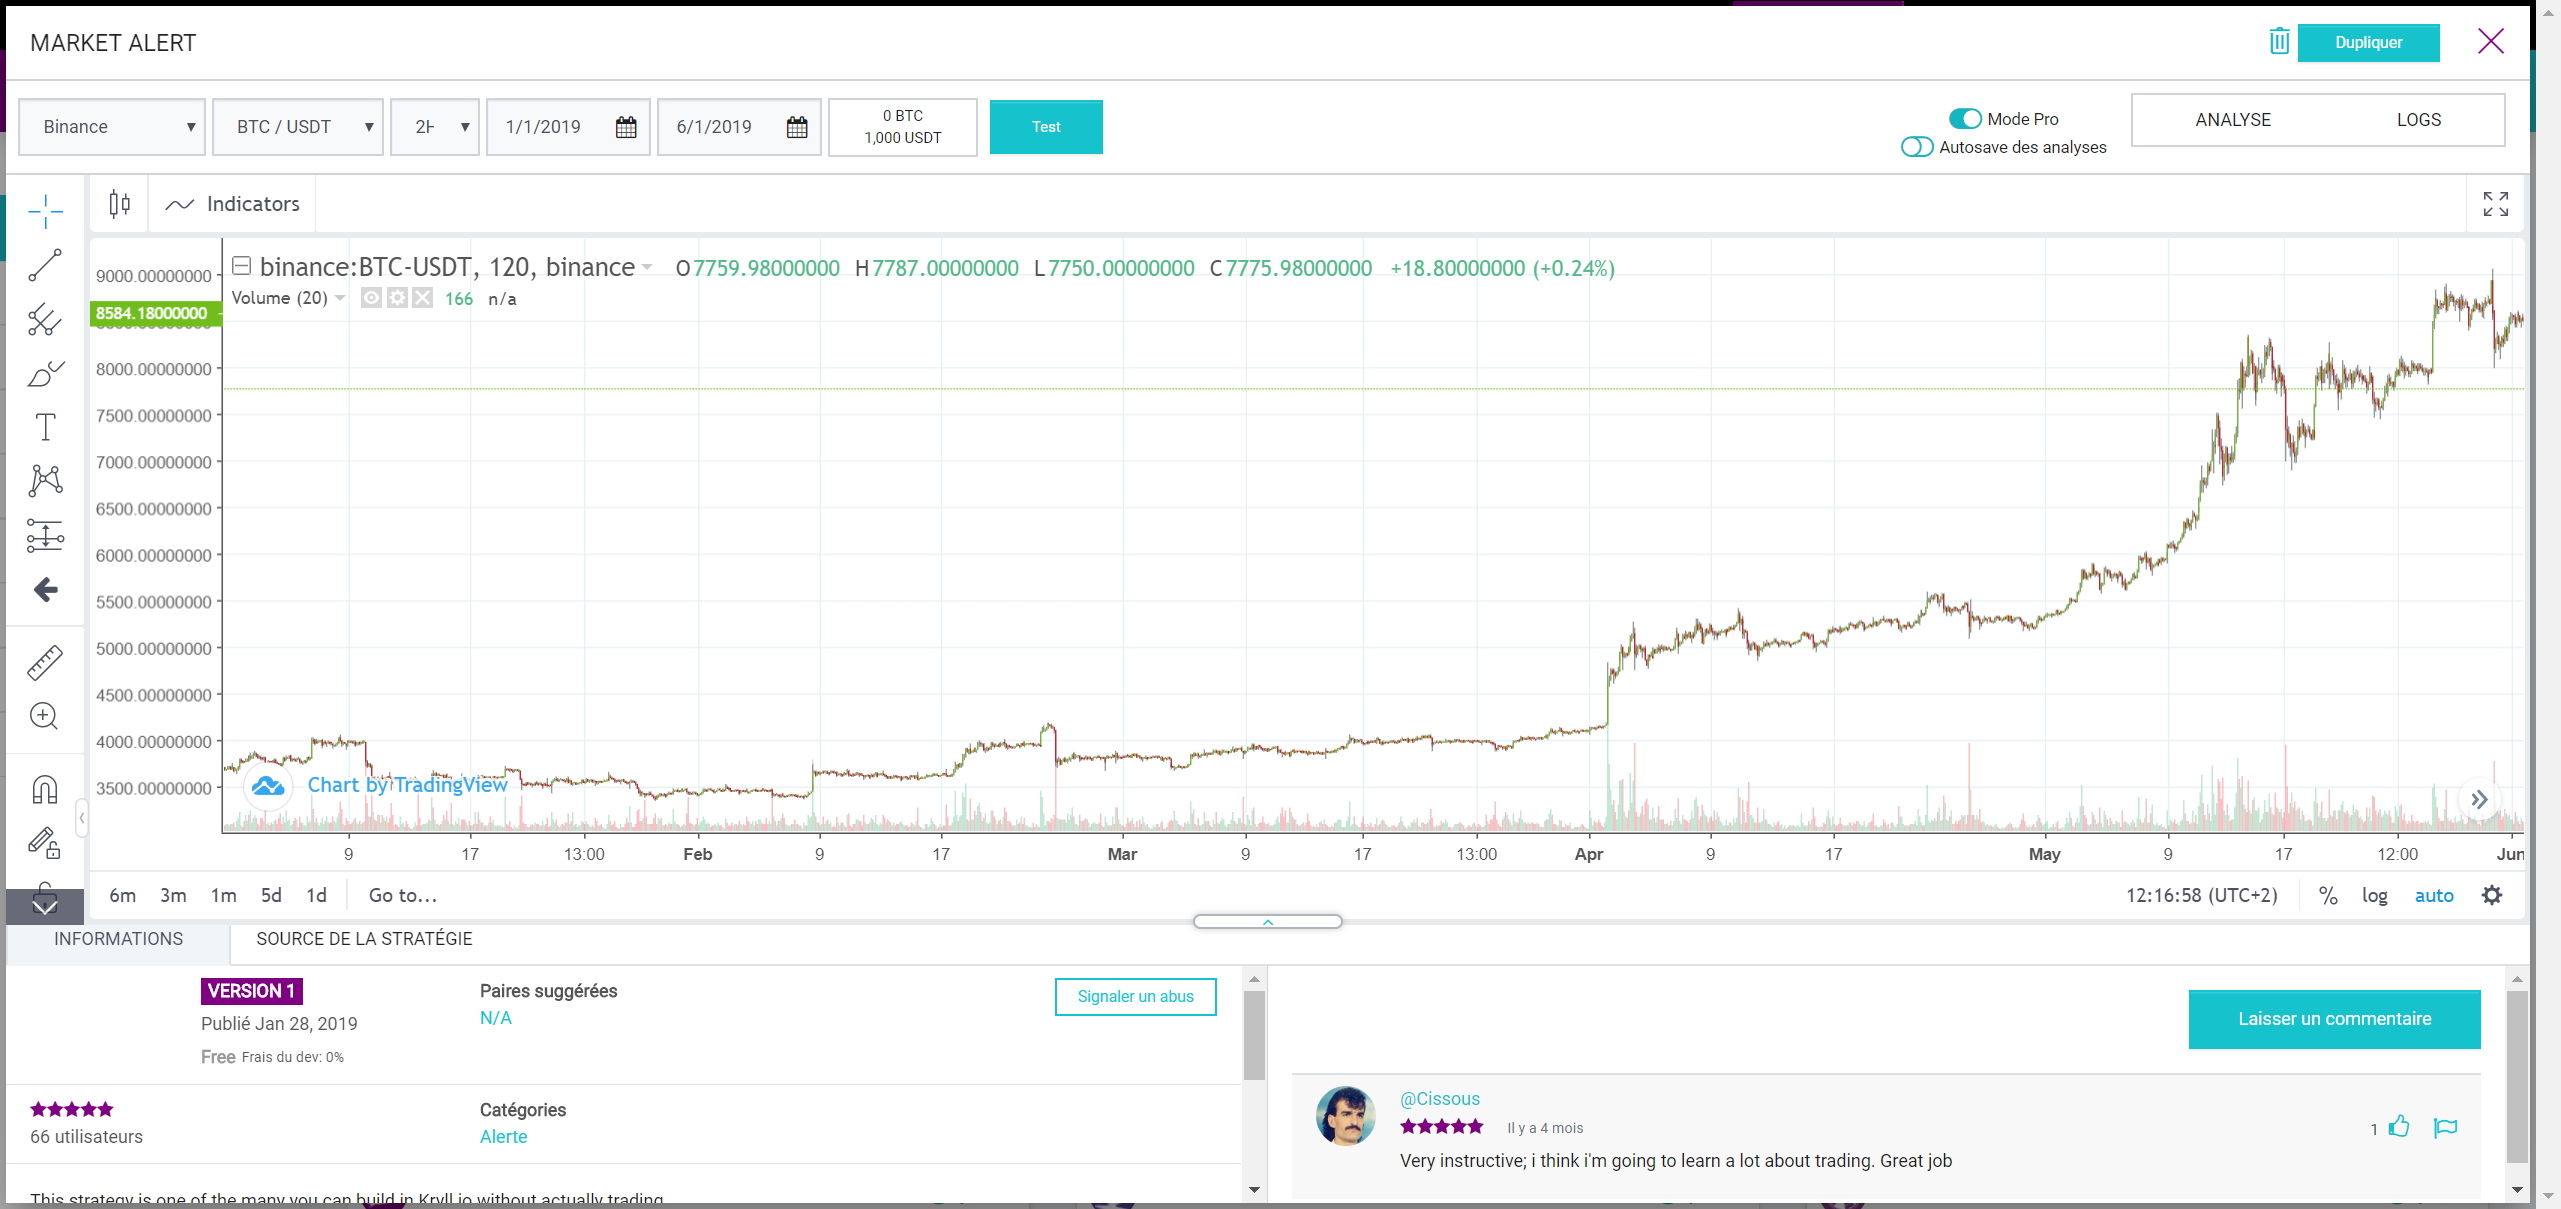 MARKET ALERT
Dupliquer
Binance
BTC / USDT
1/1/2019
6/1/2019
0 BTC
1,000 USDT
Test
Mode Pro
Autosave des analyses
ANALYSE
LOGS
Indicators
binance:BTC-USDT, 120, binance
O7759.98000000 H7787.00000000 L7750.00000000 C7775.98000000 +18.80000000 (+0.24%)
Volume (20)
166 n/a
9000.00000000
8584.18000000
8000.00000000
7500.00000000
7000.00000000
6500.00000000
6000.00000000
5500.00000000
5000.00000000
4500.00000000
4000.00000000
3500.00000000
Chart by TradingView
9 17 13:00 Feb 9 17 Mar 9 17 13:00 Apr 9 17 May 9 17 12:00 Jun
6m 3m 1m 5d 1d Go to...
12:16:58 (UTC+2) % log auto
INFORMATIONS
SOURCE DE LA STRATÉGIE
VERSION 1
Publié Jan 28, 2019
Free Frais du dev: 0%
Paires suggérées
N/A
Signaler un abus
66 utilisateurs
Catégories
Alerte
This strategy is one of the many you can build in Kryll.io without actually trading
Laisser un commentaire
@Cissous
Il y a 4 mois
1
Very instructive; i think i'm going to learn a lot about trading. Great job